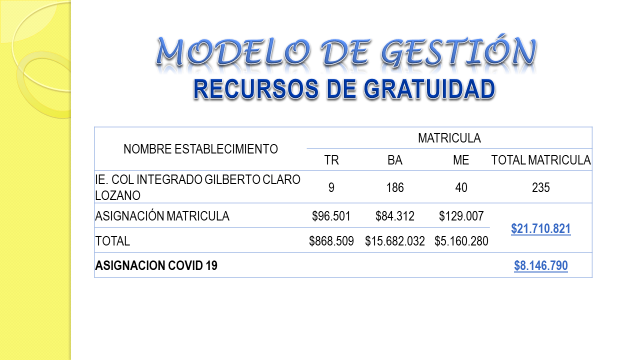 MODELO DE GESTIÓN
RECURSOS DE GRATUIDAD
NOMBRE ESTABLECIMIENTO MATRICULA
TR BA ME TOTAL MATRICULA
IE. COL INTEGRADO GILBERTO CLARO
LOZANO 9 186 40 235
ASIGNACIÓN MATRICULA $96.501 $84.312 $129.007 $21.710.821
TOTAL $868.509 $15.682.032 $5.160.280
ASIGNACION COVID 19 $8.146.790